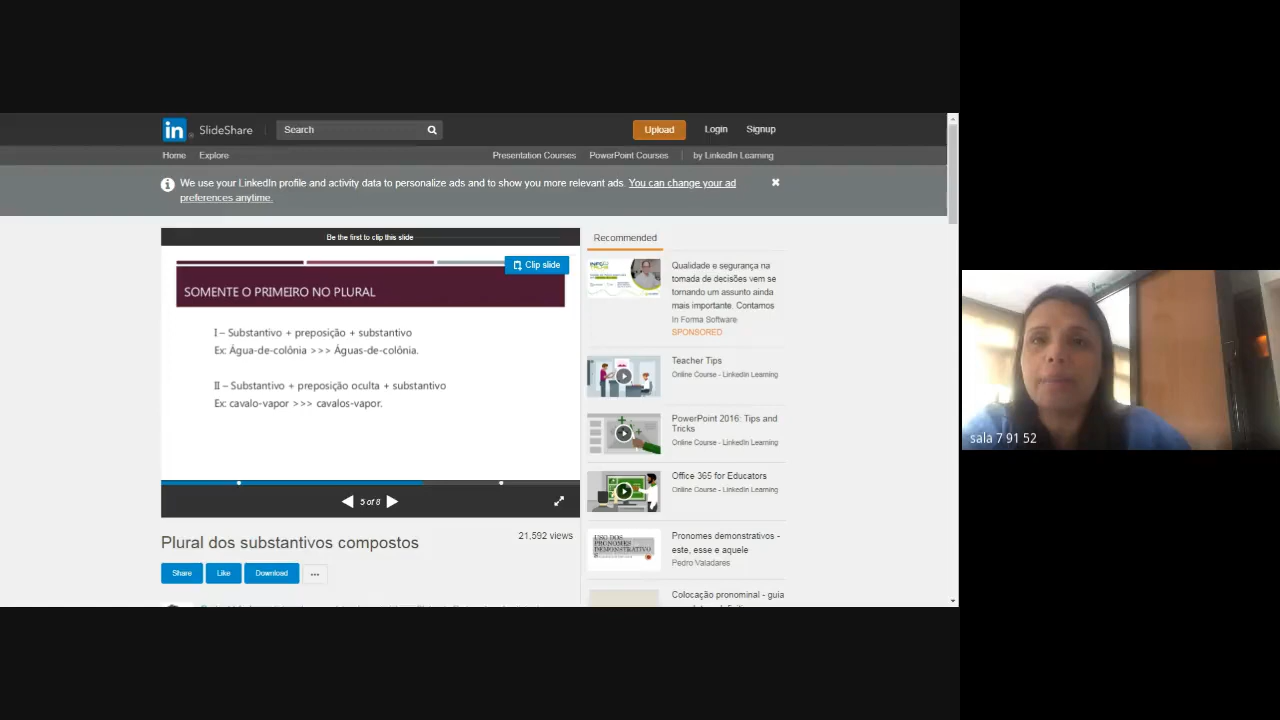 in SlideShare
Search
Upload
Login
Signup
Home
Explore
Presentation Courses
PowerPoint Courses
by LinkedIn Learning
We use your LinkedIn profile and activity data to personalize ads and to show you more relevant ads. You can change your ad
preferences anytime.
Be the first to clip this slide
Clip slide
SOMENTE O PRIMEIRO NO PLURAL
I – Substantivo + preposição + substantivo
Ex: Água-de-colônia >>> Águas-de-colônia.
II – Substantivo + preposição oculta + substantivo
Ex: cavalo-vapor >>> cavalos-vapor.
5 of 8
Plural dos substantivos compostos
21,592 views
Share
Like
Download
...
Recommended
Qualidade e segurança na
tomada de decisões vem se
tornando um assunto ainda
mais importante. Contamos
In Forma Software
SPONSORED
Teacher Tips
Online Course - LinkedIn Learning
PowerPoint 2016: Tips and
Tricks
Online Course - LinkedIn Learning
Office 365 for Educators
Online Course - LinkedIn Learning
USO DOS
PRONOMES
DEMONSTRATIVO
S
Pronomes demonstrativos -
este, esse e aquele
Pedro Valadares
Colocação pronominal - guia
sala 7 91 52